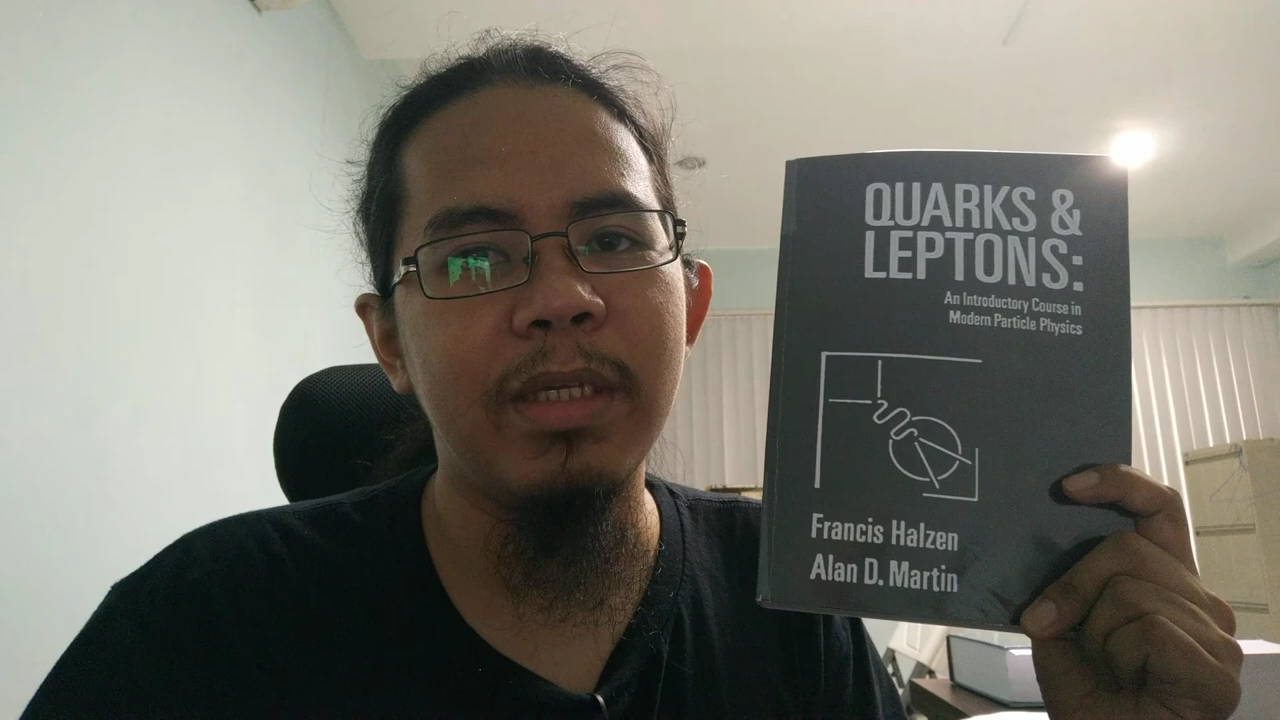 QUARKS &
LEPTONS:
An Introductory Course in
Modern Particle Physics
Francis Halzen
Alan D. Martin